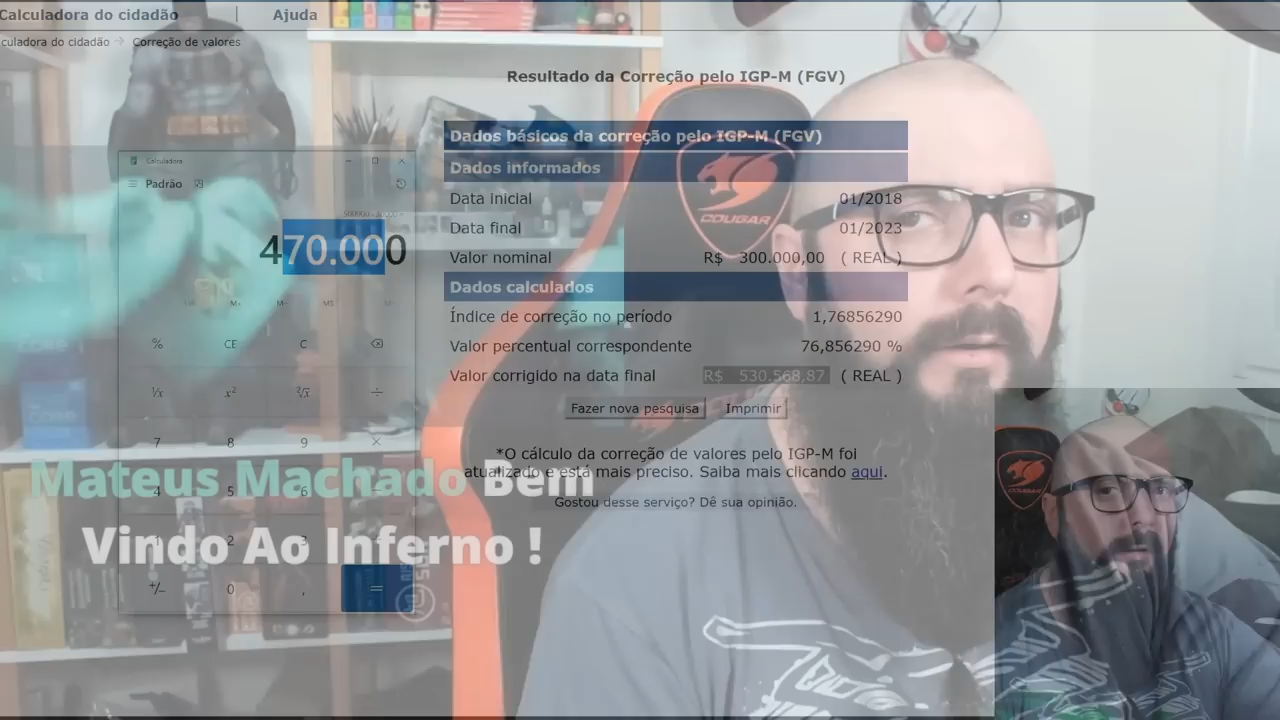 Calculadora do cidadão | Ajuda
culadora do cidadão → Correção de valores
Resultado da Correção pelo IGP-M (FGV)
Dados básicos da correção pelo IGP-M (FGV)
Dados informados
Data inicial 01/2018
Data final 01/2023
Valor nominal R$ 300.000,00 ( REAL )
Dados calculados
Índice de correção no período 1,76856290
Valor percentual correspondente 76,856290 %
Valor corrigido na data final R$ 530.568,87 ( REAL )
Fazer nova pesquisa Imprimir
*O cálculo da correção de valores pelo IGP-M foi
atualizado e está mais preciso. Saiba mais clicando aqui.
Gostou desse serviço? Dê sua opinião.
Calculadora
Padrão
470.000
% CE C
¹/x x² ²√x ÷
7 8 9 ×
4 5 6
1 2 3
+/- 0 , =
Mateus Machado Bem
Vindo Ao Inferno !
COUGAR
COUGAR